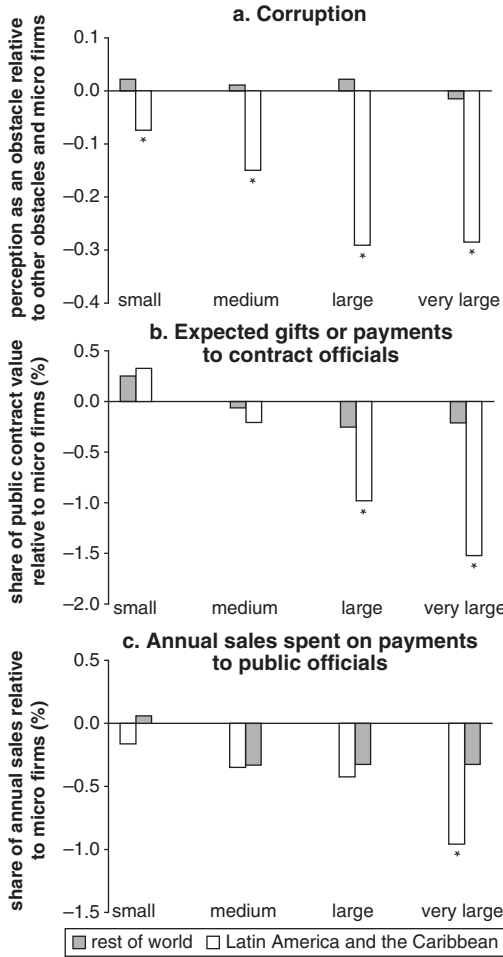 a. Corruption
perception as an obstacle relative
to other obstacles and micro firms
0.1
0.0
–0.1
–0.2
–0.3
–0.4
*
*
*
*
small
medium
large
very large
b. Expected gifts or payments
to contract officials
share of public contract value
relative to micro firms (%)
0.5
0.0
–0.5
–1.0
–1.5
–2.0
*
*
small
medium
large
very large
c. Annual sales spent on payments
to public officials
share of annual sales relative
to micro firms (%)
0.5
0.0
–0.5
–1.0
–1.5
*
small
medium
large
very large
rest of world
Latin America and the Caribbean